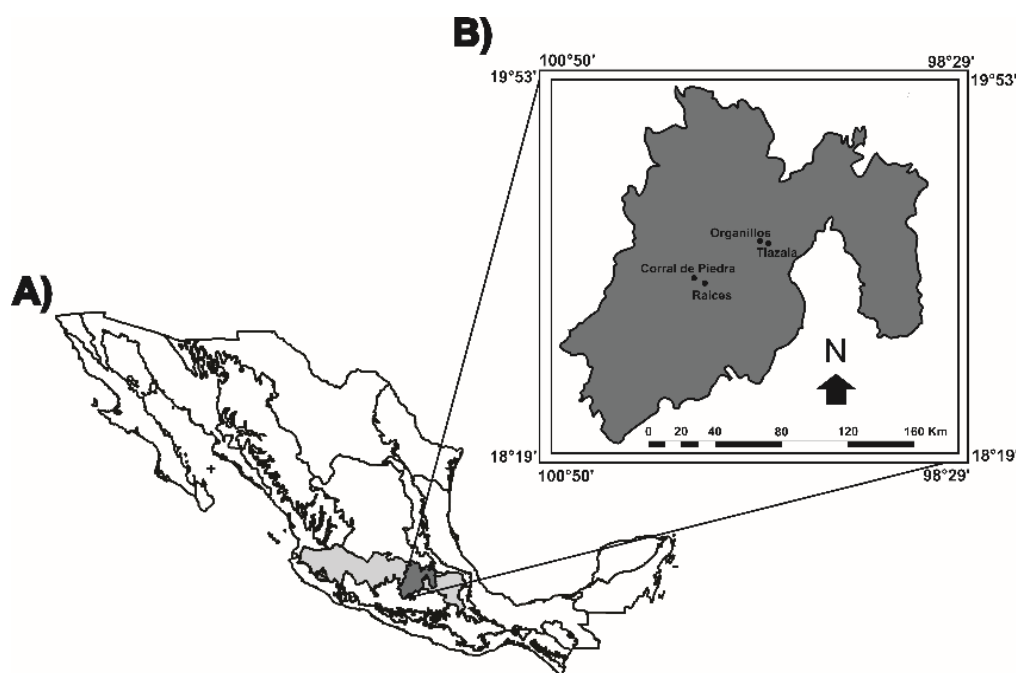 B)
100°50' 98°29'
19°53' 19°53'
Organillos
Tlazala
Corral de Piedra
Raíces
A)
N
0 20 40 80 120 160 Km
18°19' 18°19'
100°50' 98°29'